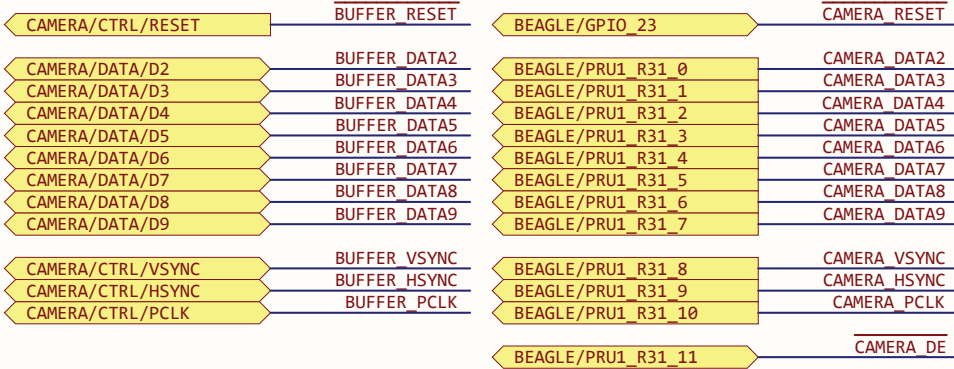 CAMERA/CTRL/RESET BUFFER_RESET BEAGLE/GPIO_23 CAMERA_RESET
CAMERA/DATA/D2 BUFFER_DATA2 BEAGLE/PRU1_R31_0 CAMERA_DATA2
CAMERA/DATA/D3 BUFFER_DATA3 BEAGLE/PRU1_R31_1 CAMERA_DATA3
CAMERA/DATA/D4 BUFFER_DATA4 BEAGLE/PRU1_R31_2 CAMERA_DATA4
CAMERA/DATA/D5 BUFFER_DATA5 BEAGLE/PRU1_R31_3 CAMERA_DATA5
CAMERA/DATA/D6 BUFFER_DATA6 BEAGLE/PRU1_R31_4 CAMERA_DATA6
CAMERA/DATA/D7 BUFFER_DATA7 BEAGLE/PRU1_R31_5 CAMERA_DATA7
CAMERA/DATA/D8 BUFFER_DATA8 BEAGLE/PRU1_R31_6 CAMERA_DATA8
CAMERA/DATA/D9 BUFFER_DATA9 BEAGLE/PRU1_R31_7 CAMERA_DATA9
CAMERA/CTRL/VSYNC BUFFER_VSYNC BEAGLE/PRU1_R31_8 CAMERA_VSYNC
CAMERA/CTRL/HSYNC BUFFER_HSYNC BEAGLE/PRU1_R31_9 CAMERA_HSYNC
CAMERA/CTRL/PCLK BUFFER_PCLK BEAGLE/PRU1_R31_10 CAMERA_PCLK
BEAGLE/PRU1_R31_11 CAMERA_DE